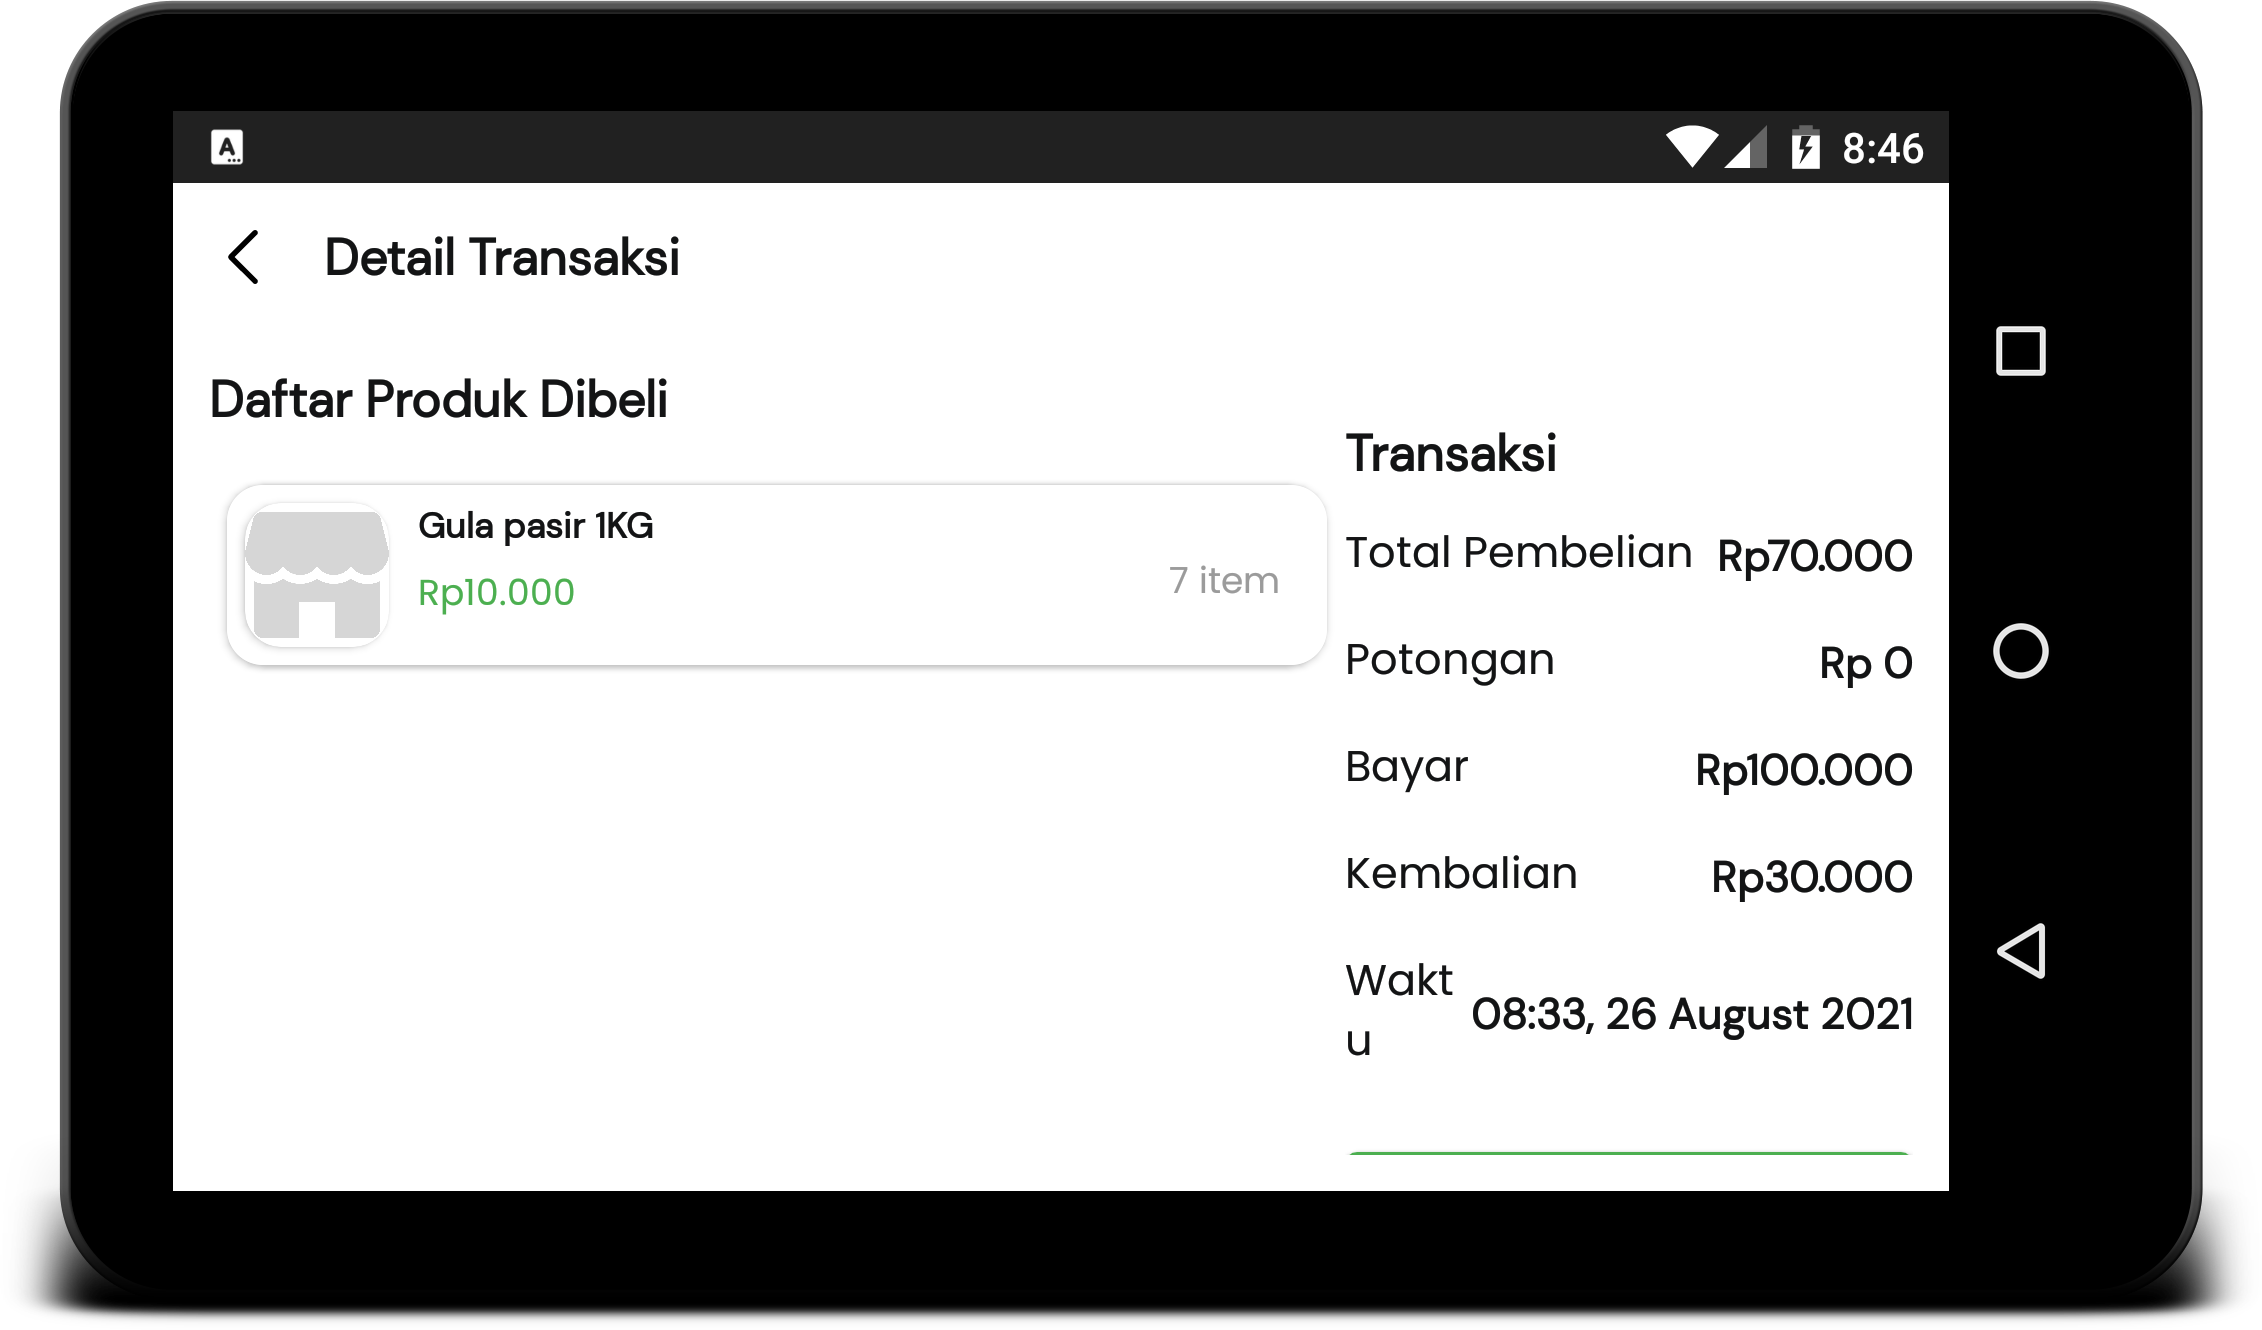 A
8:46
Detail Transaksi
Daftar Produk Dibeli
Gula pasir 1KG
Rp10.000
7 item
Transaksi
Total Pembelian Rp70.000
Potongan Rp 0
Bayar Rp100.000
Kembalian Rp30.000
Wakt
u
08:33, 26 August 2021